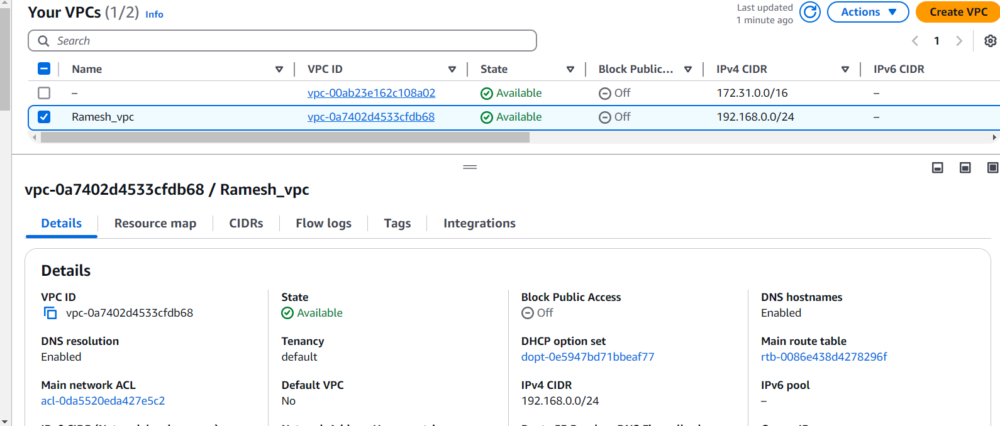 Your VPCs (1/2) Info
Last updated
1 minute ago
Actions
Create VPC
Search
1
Name VPC ID State Block Public... IPv4 CIDR IPv6 CIDR
– vpc-00ab23e162c108a02 Available Off 172.31.0.0/16 –
Ramesh_vpc vpc-0a7402d4533cfdb68 Available Off 192.168.0.0/24 –
vpc-0a7402d4533cfdb68 / Ramesh_vpc
Details Resource map CIDRs Flow logs Tags Integrations
Details
VPC ID State Block Public Access DNS hostnames
vpc-0a7402d4533cfdb68 Available Off Enabled
DNS resolution Tenancy DHCP option set Main route table
Enabled default dopt-0e5947bd71bbeaf77 rtb-0086e438d4278296f
Main network ACL Default VPC IPv4 CIDR IPv6 pool
acl-0da5520eda427e5c2 No 192.168.0.0/24 –